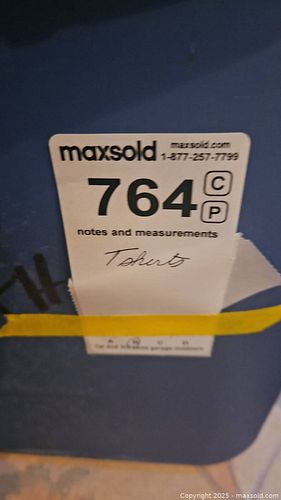 maxsold
maxsold.com
1-877-257-7799
764
C
P
notes and measurements
Tshirts
Copyright © 2025 - maxsold.com